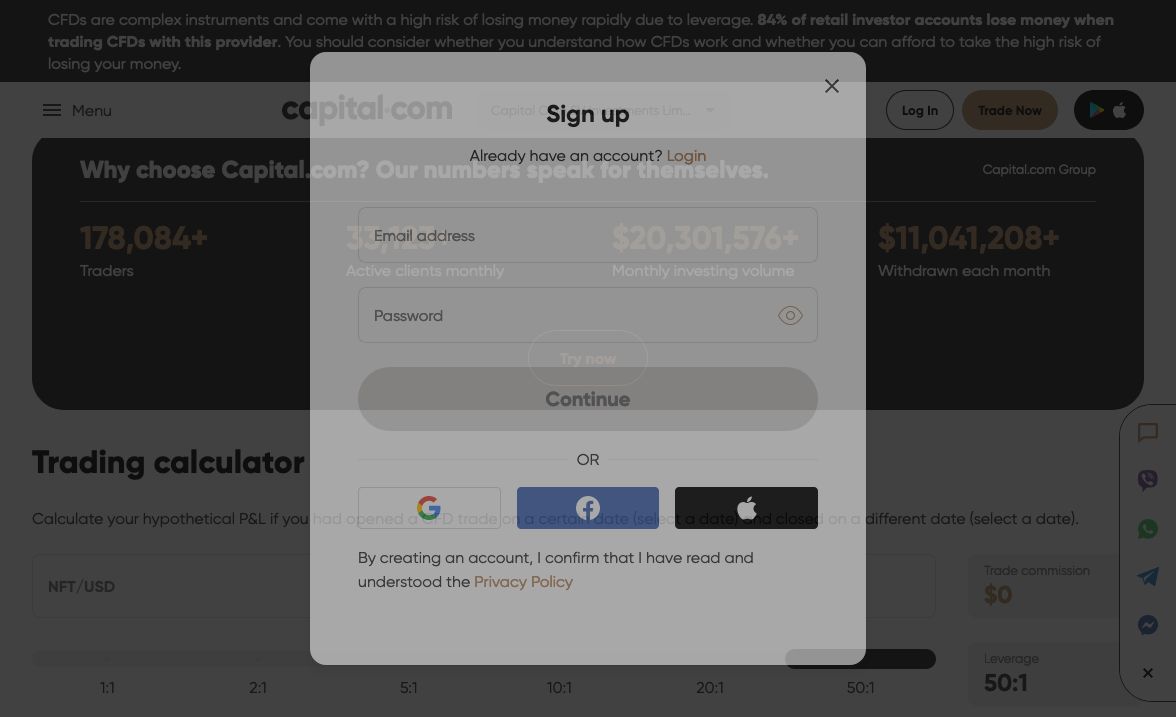 CFDs are complex instruments and come with a high risk of losing money rapidly due to leverage. 84% of retail investor accounts lose money when
trading CFDs with this provider. You should consider whether you understand how CFDs work and whether you can afford to take the high risk of
losing your money.
Menu
capital.com
Log In
Trade Now
Sign up
Already have an account? Login
Why choose Capital.com? Our numbers speak for themselves.
Capital.com Group
178,084+
$20,301,576+
$11,041,208+
Email address
Traders
Active clients monthly
Monthly investing volume
Withdrawn each month
Password
Try now
Continue
Trading calculator
OR
Calculate your hypothetical P&L if you had opened a CFD trade on a certain date (select a date) and closed on a different date (select a date).
By creating an account, I confirm that I have read and
understood the Privacy Policy
NFT/USD
Trade commission
$0
Leverage
50:1
1:1
2:1
5:1
10:1
20:1
50:1